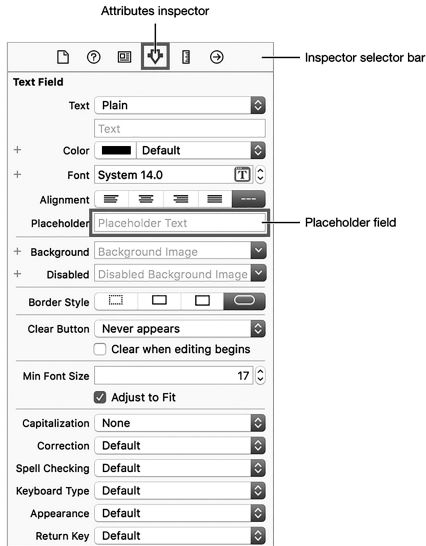 Attributes inspector
Inspector selector bar
Text Field
Text Plain
Text
Color Default
Font System 14.0 T
Alignment ---
Placeholder Placeholder Text Placeholder field
Background Background Image
Disabled Disabled Background Image
Border Style
Clear Button Never appears
Clear when editing begins
Min Font Size 17
Adjust to Fit
Capitalization None
Correction Default
Spell Checking Default
Keyboard Type Default
Appearance Default
Return Key Default